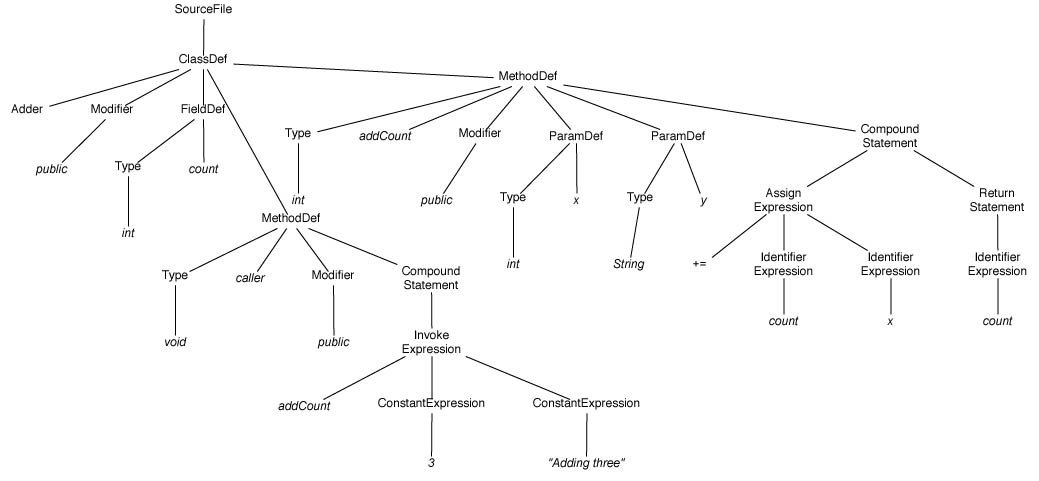 SourceFile
ClassDef
MethodDef
Adder
Modifier
FieldDef
Type
addCount
Modifier
ParamDef
ParamDef
Compound
Statement
public
Type
count
int
public
Type
x
Type
y
Assign
Expression
Return
Statement
int
MethodDef
int
String
+=
Identifier
Expression
Identifier
Expression
Identifier
Expression
Type
caller
Modifier
Compound
Statement
count
x
count
void
public
Invoke
Expression
addCount
ConstantExpression
ConstantExpression
3
"Adding three"